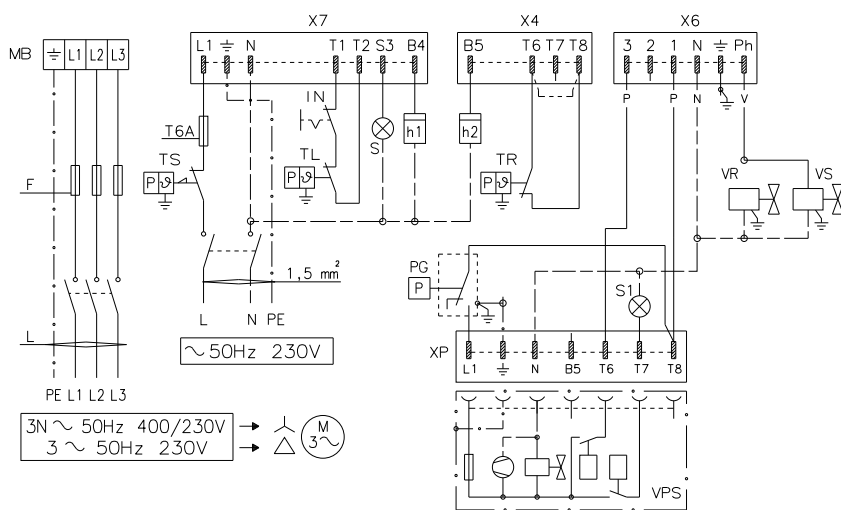 X7 X4 X6
MB L1 L2 L3
L1 N T1 T2 S3 B4 B5 T6 T7 T8 3 2 1 N Ph
P P N V
IN
h1 h2
T6A
S
TS TL TR VR VS
P ϑ P ϑ P ϑ
F
PG
P
1,5 mm²
S1
L
L N PE
XP
L1 N B5 T6 T7 T8
~ 50Hz 230V
PE L1 L2 L3
3N ~ 50Hz 400/230V
3 ~ 50Hz 230V
M
3~
VPS